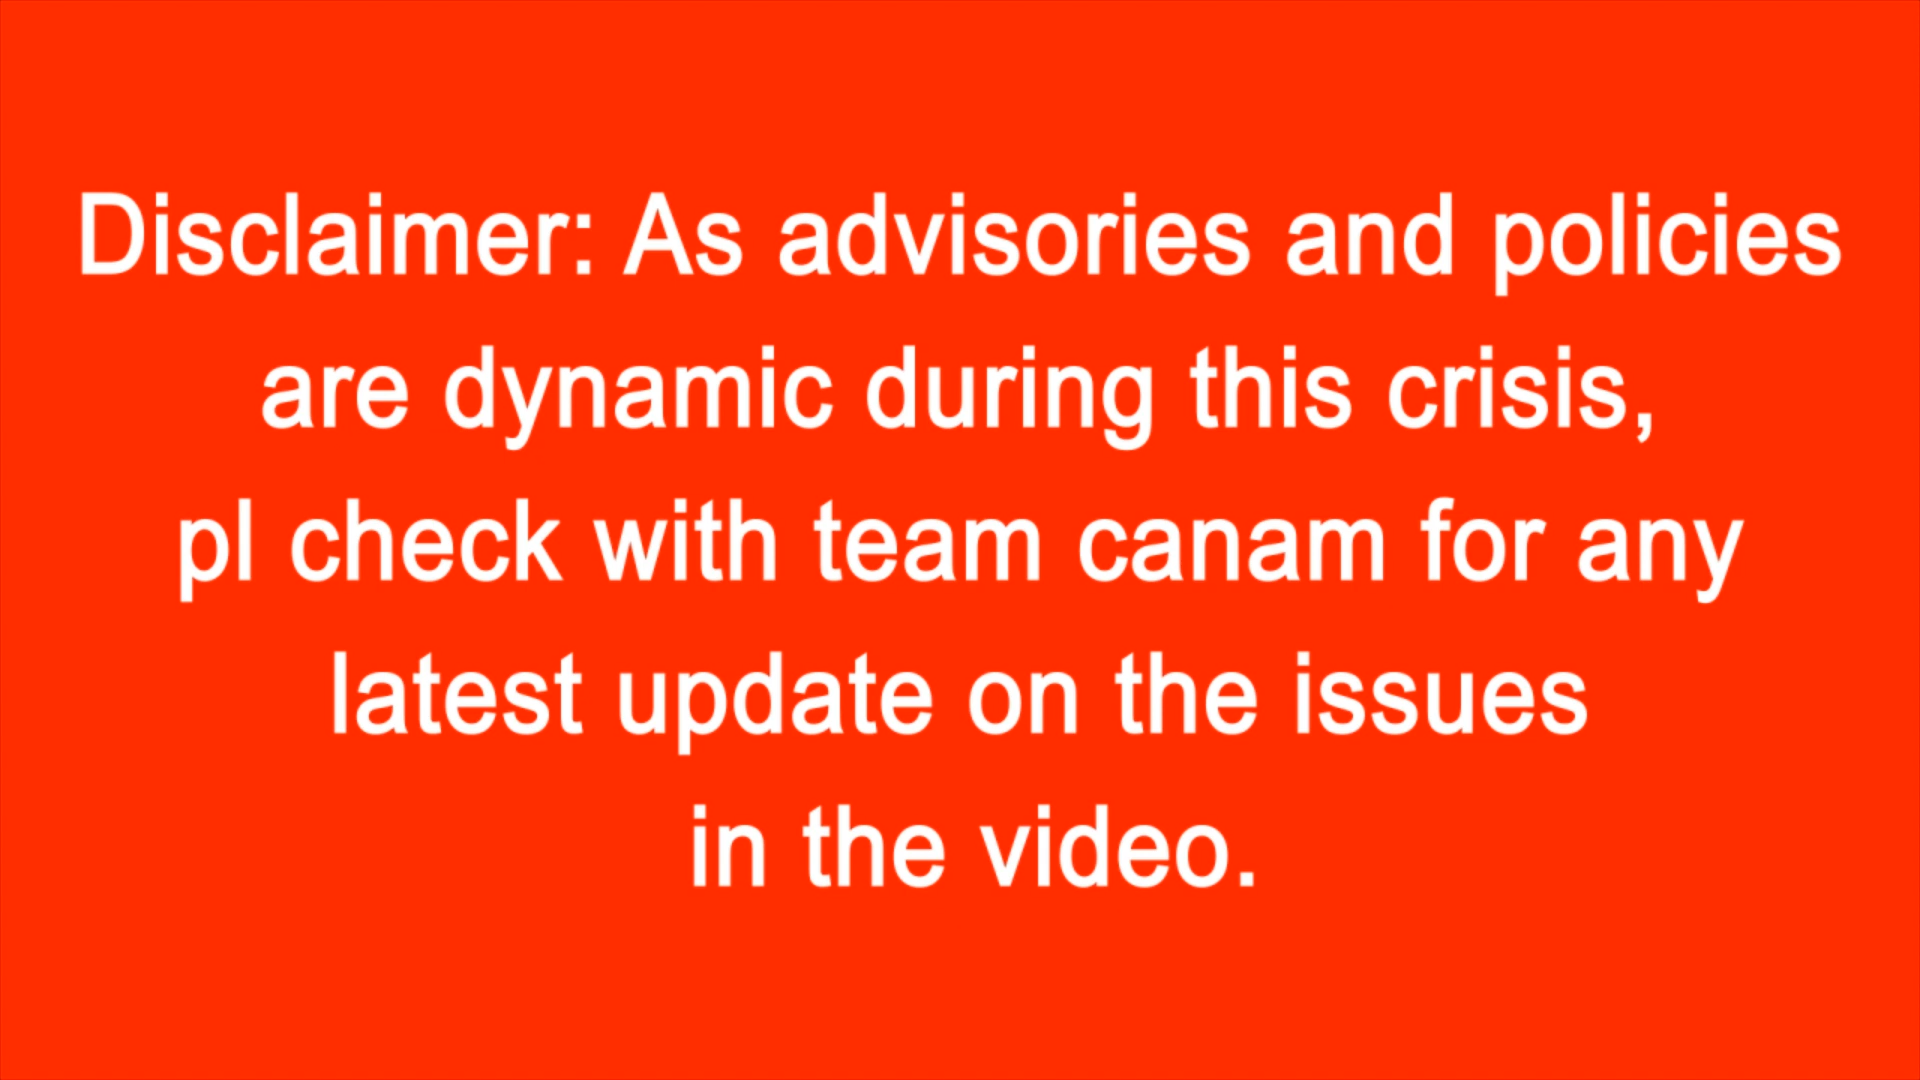 Disclaimer: As advisories and policies
are dynamic during this crisis,
pl check with team canam for any
latest update on the issues
in the video.